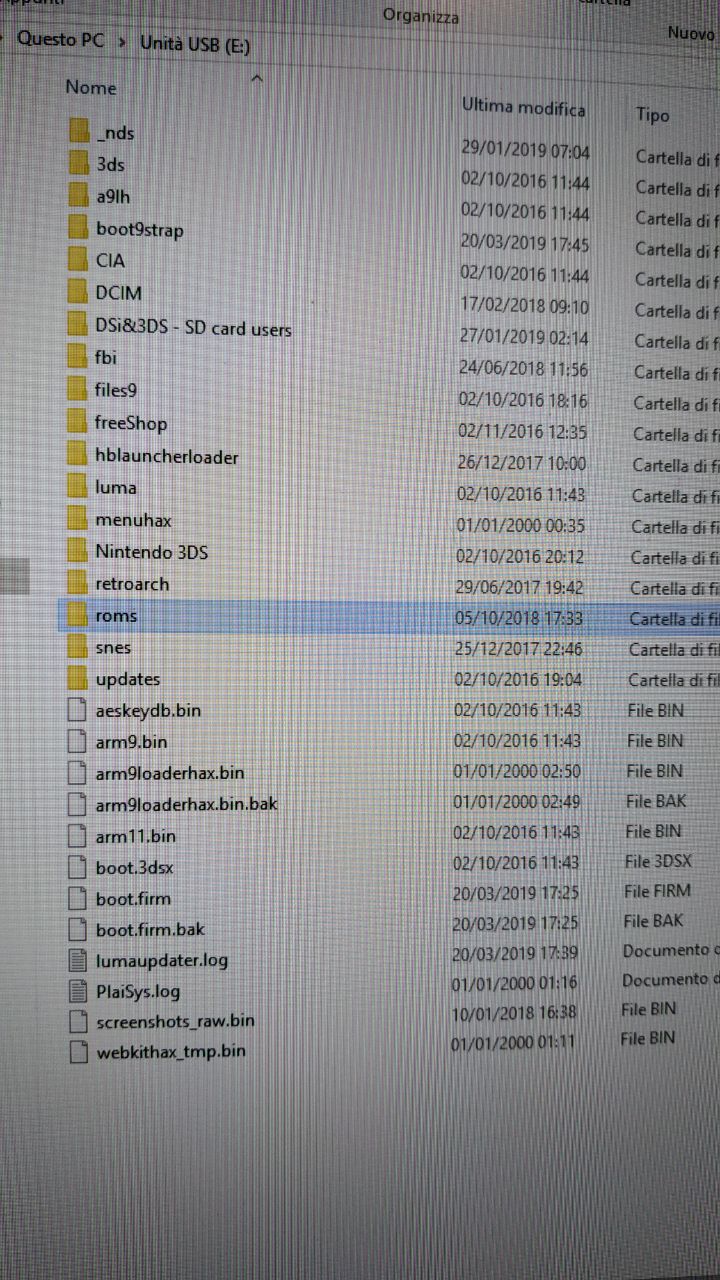 Organizza
Nuovo
Questo PC › Unità USB (E:)
Nome Ultima modifica Tipo
_nds 29/01/2019 07:04 Cartella di f
3ds 02/10/2016 11:44 Cartella di f
a9lh 02/10/2016 11:44 Cartella di f
boot9strap 20/03/2019 17:45 Cartella di f
CIA 02/10/2016 11:44 Cartella di f
DCIM 17/02/2018 09:10 Cartella di f
DSi&3DS - SD card users 27/01/2019 02:14 Cartella di f
fbi 24/06/2018 11:56 Cartella di f
files9 02/10/2016 18:16 Cartella di fi
freeShop 02/11/2016 12:35 Cartella di fi
hblauncherloader 26/12/2017 10:00 Cartella di fi
luma 02/10/2016 11:43 Cartella di fi
menuhax 01/01/2000 00:35 Cartella di fi
Nintendo 3DS 02/10/2016 20:12 Cartella di fi
retroarch 29/06/2017 19:42 Cartella di fi
roms 05/10/2018 17:33 Cartella di fil
snes 25/12/2017 22:46 Cartella di fil
updates 02/10/2016 19:04 Cartella di fil
aeskeydb.bin 02/10/2016 11:43 File BIN
arm9.bin 02/10/2016 11:43 File BIN
arm9loaderhax.bin 01/01/2000 02:50 File BIN
arm9loaderhax.bin.bak 01/01/2000 02:49 File BAK
arm11.bin 02/10/2016 11:43 File BIN
boot.3dsx 02/10/2016 11:43 File 3DSX
boot.firm 20/03/2019 17:25 File FIRM
boot.firm.bak 20/03/2019 17:25 File BAK
lumaupdater.log 20/03/2019 17:39 Documento d
PlaiSys.log 01/01/2000 01:16 Documento d
screenshots_raw.bin 10/01/2018 16:38 File BIN
webkithax_tmp.bin 01/01/2000 01:11 File BIN